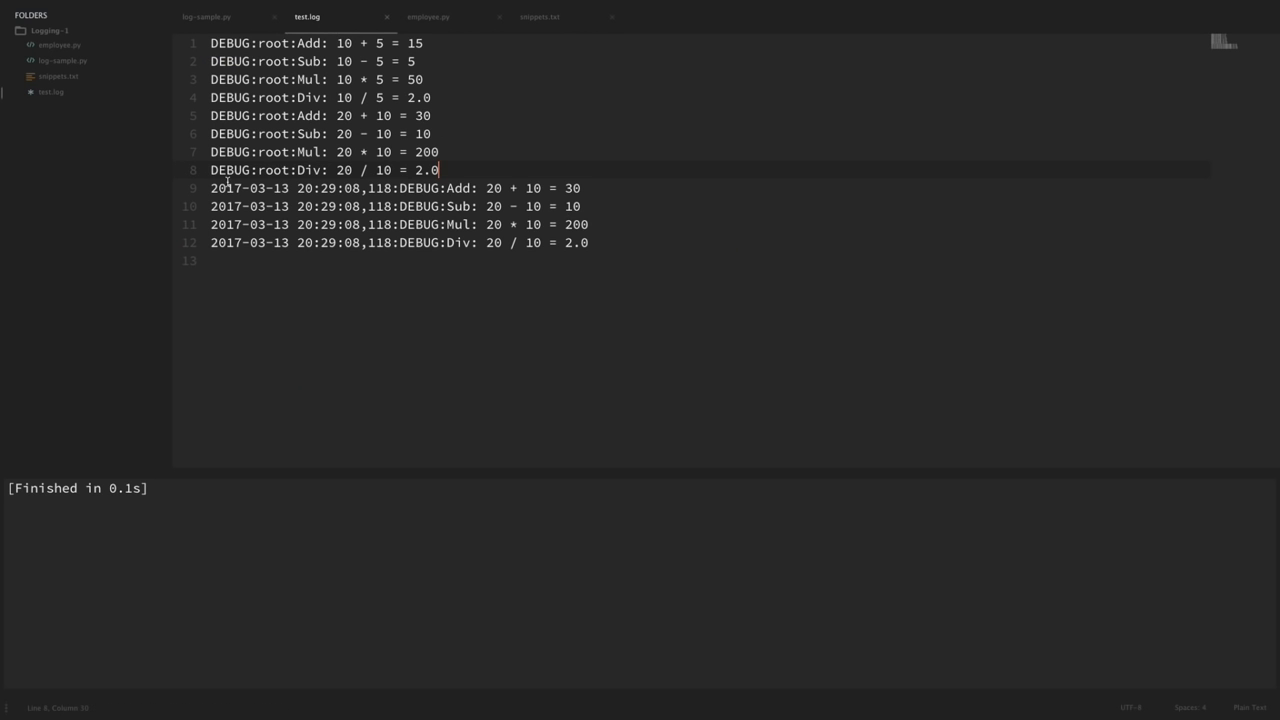 FOLDERS
Logging-1
employee.py
log-sample.py
snippets.txt
test.log
log-sample.py × test.log × employee.py × snippets.txt ×
1 DEBUG:root:Add: 10 + 5 = 15
2 DEBUG:root:Sub: 10 - 5 = 5
3 DEBUG:root:Mul: 10 * 5 = 50
4 DEBUG:root:Div: 10 / 5 = 2.0
5 DEBUG:root:Add: 20 + 10 = 30
6 DEBUG:root:Sub: 20 - 10 = 10
7 DEBUG:root:Mul: 20 * 10 = 200
8 DEBUG:root:Div: 20 / 10 = 2.0
9 2017-03-13 20:29:08,118:DEBUG:Add: 20 + 10 = 30
10 2017-03-13 20:29:08,118:DEBUG:Sub: 20 - 10 = 10
11 2017-03-13 20:29:08,118:DEBUG:Mul: 20 * 10 = 200
12 2017-03-13 20:29:08,118:DEBUG:Div: 20 / 10 = 2.0
13
[Finished in 0.1s]
Line 8, Column 30 UTF-8 Spaces: 4 Plain Text